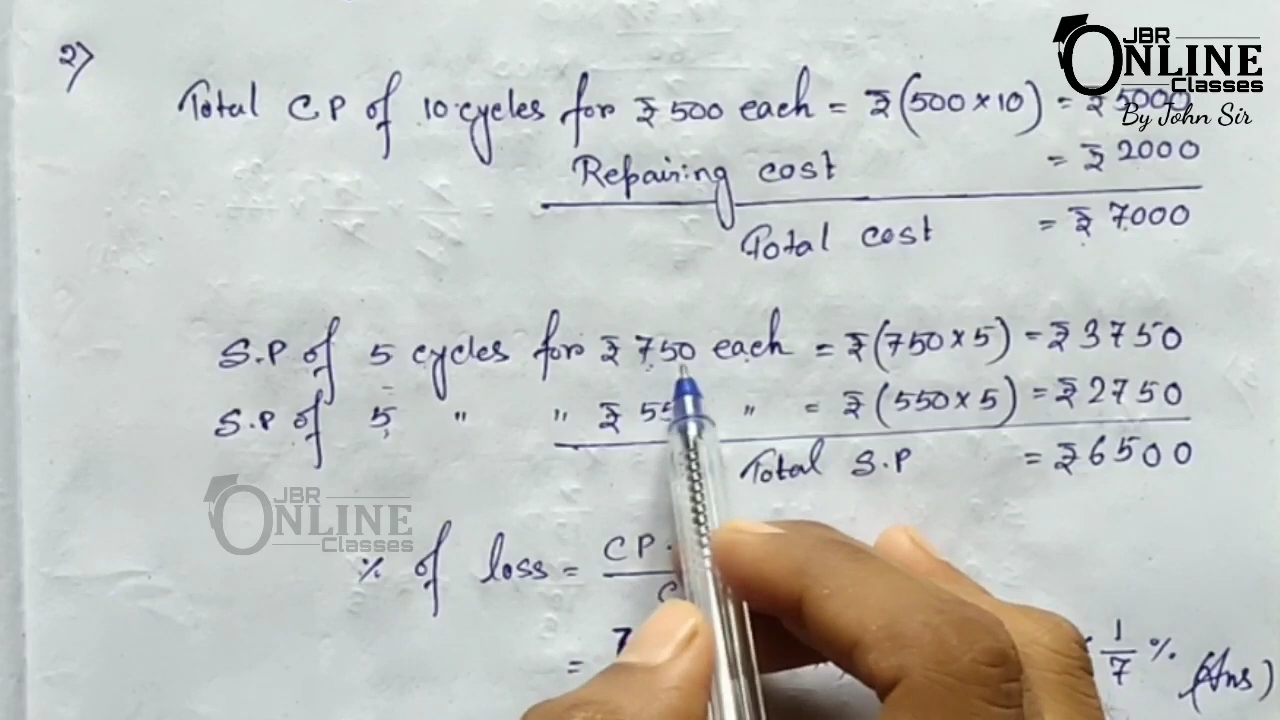 JBR
ONLINE
Classes
By John Sir
2)
Total C.P of 10 cycles for ₹500 each = ₹(500×10) = ₹5000
Repairing cost = ₹2000
Total cost = ₹7000
S.P of 5 cycles for ₹750 each = ₹(750×5) = ₹3750
S.P of 5 " " ₹ " = ₹(550×5) = ₹2750
Total S.P = ₹6500
JBR
ONLINE
Classes
% of loss = CP
=
1/7 % (Ans)